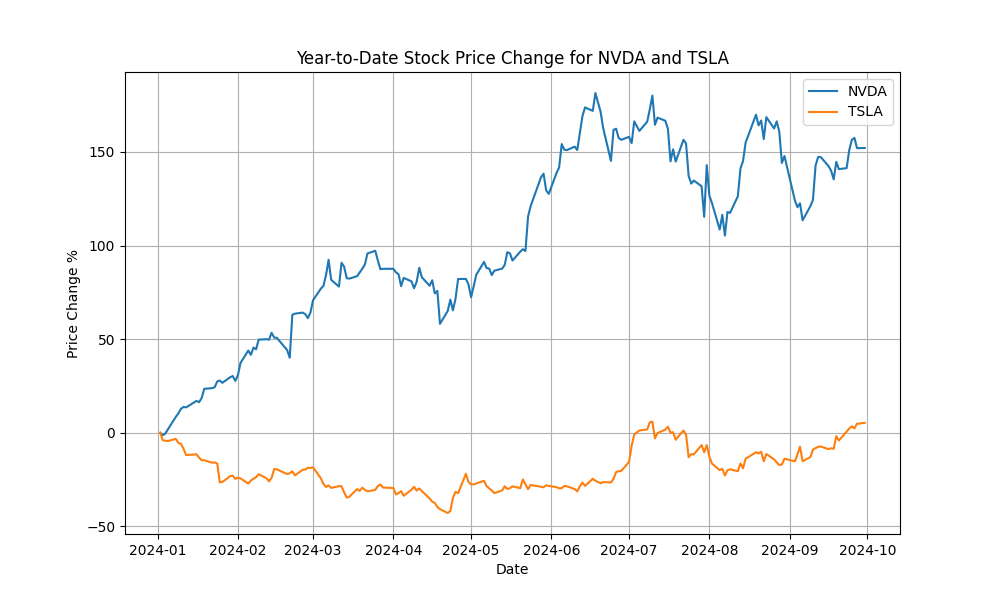 Year-to-Date Stock Price Change for NVDA and TSLA
NVDA
TSLA
150
100
50
0
−50
Price Change %
2024-01 2024-02 2024-03 2024-04 2024-05 2024-06 2024-07 2024-08 2024-09 2024-10
Date